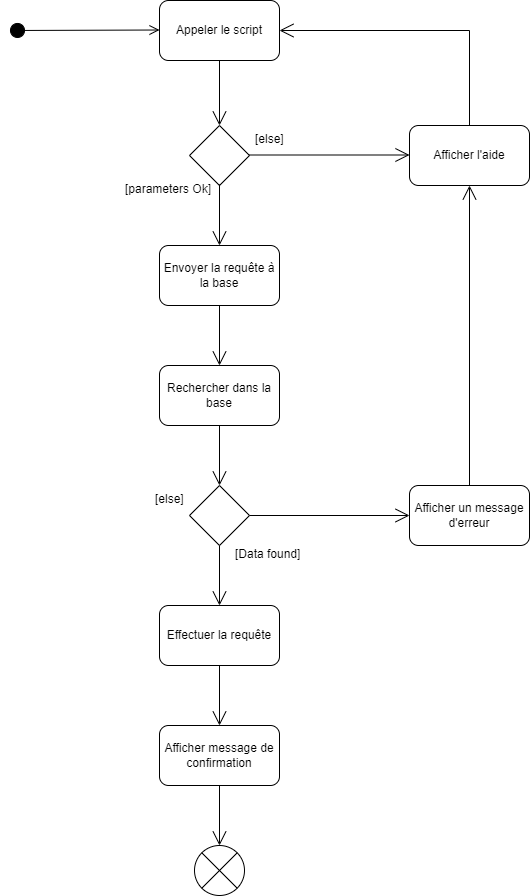 Appeler le script
[else]
Afficher l'aide
[parameters Ok]
Envoyer la requête à
la base
Rechercher dans la
base
[else]
Afficher un message
d'erreur
[Data found]
Effectuer la requête
Afficher message de
confirmation